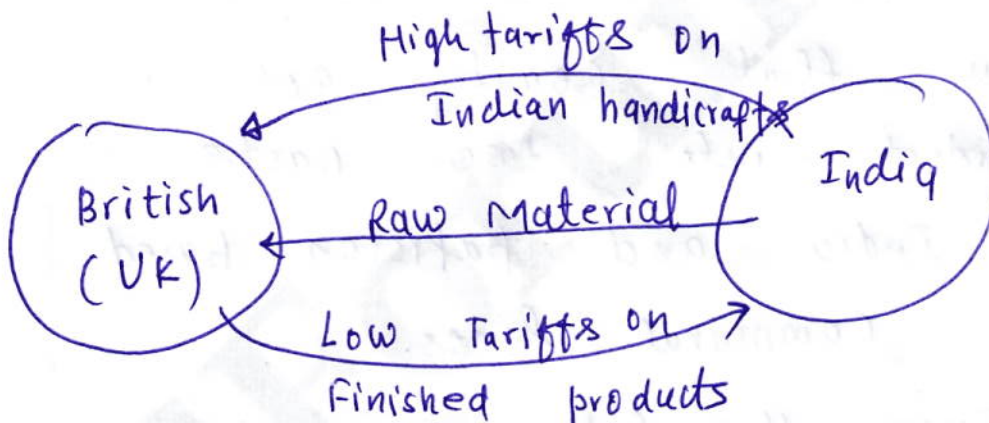 High tariffs on
Indian handicrafts
India
British
(UK)
Raw Material
Low Tariffs on
Finished products